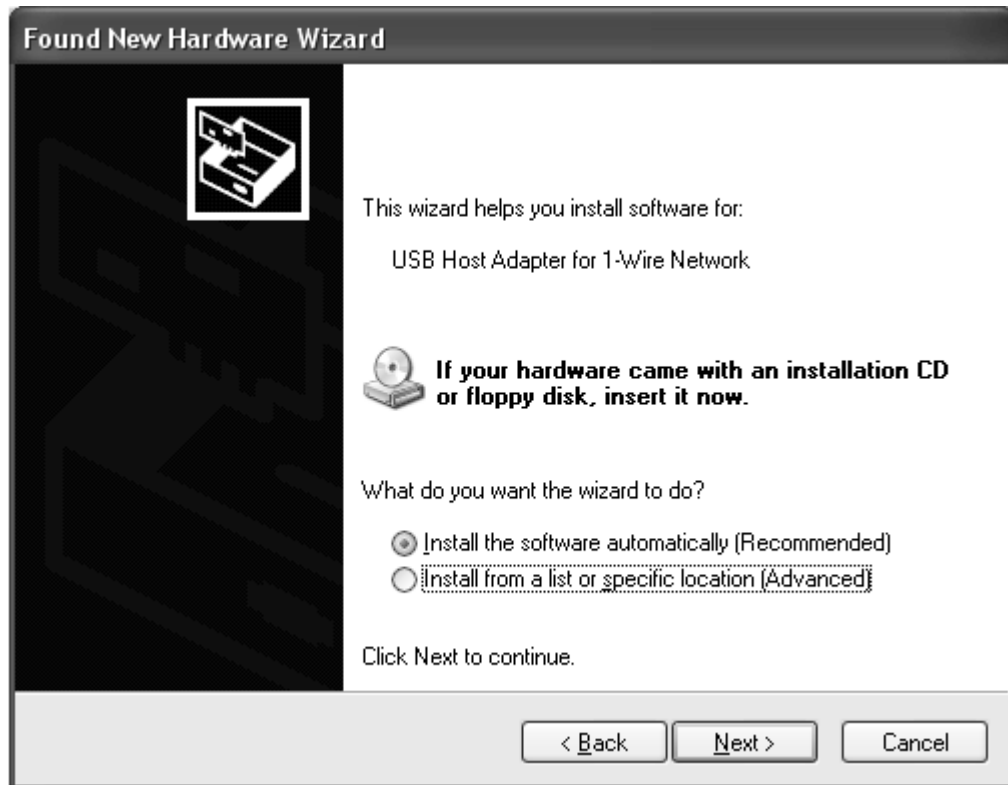 Found New Hardware Wizard
This wizard helps you install software for:
USB Host Adapter for 1-Wire Network
If your hardware came with an installation CD
or floppy disk, insert it now.
What do you want the wizard to do?
Install the software automatically (Recommended)
Install from a list or specific location (Advanced)
Click Next to continue.
< Back Next > Cancel